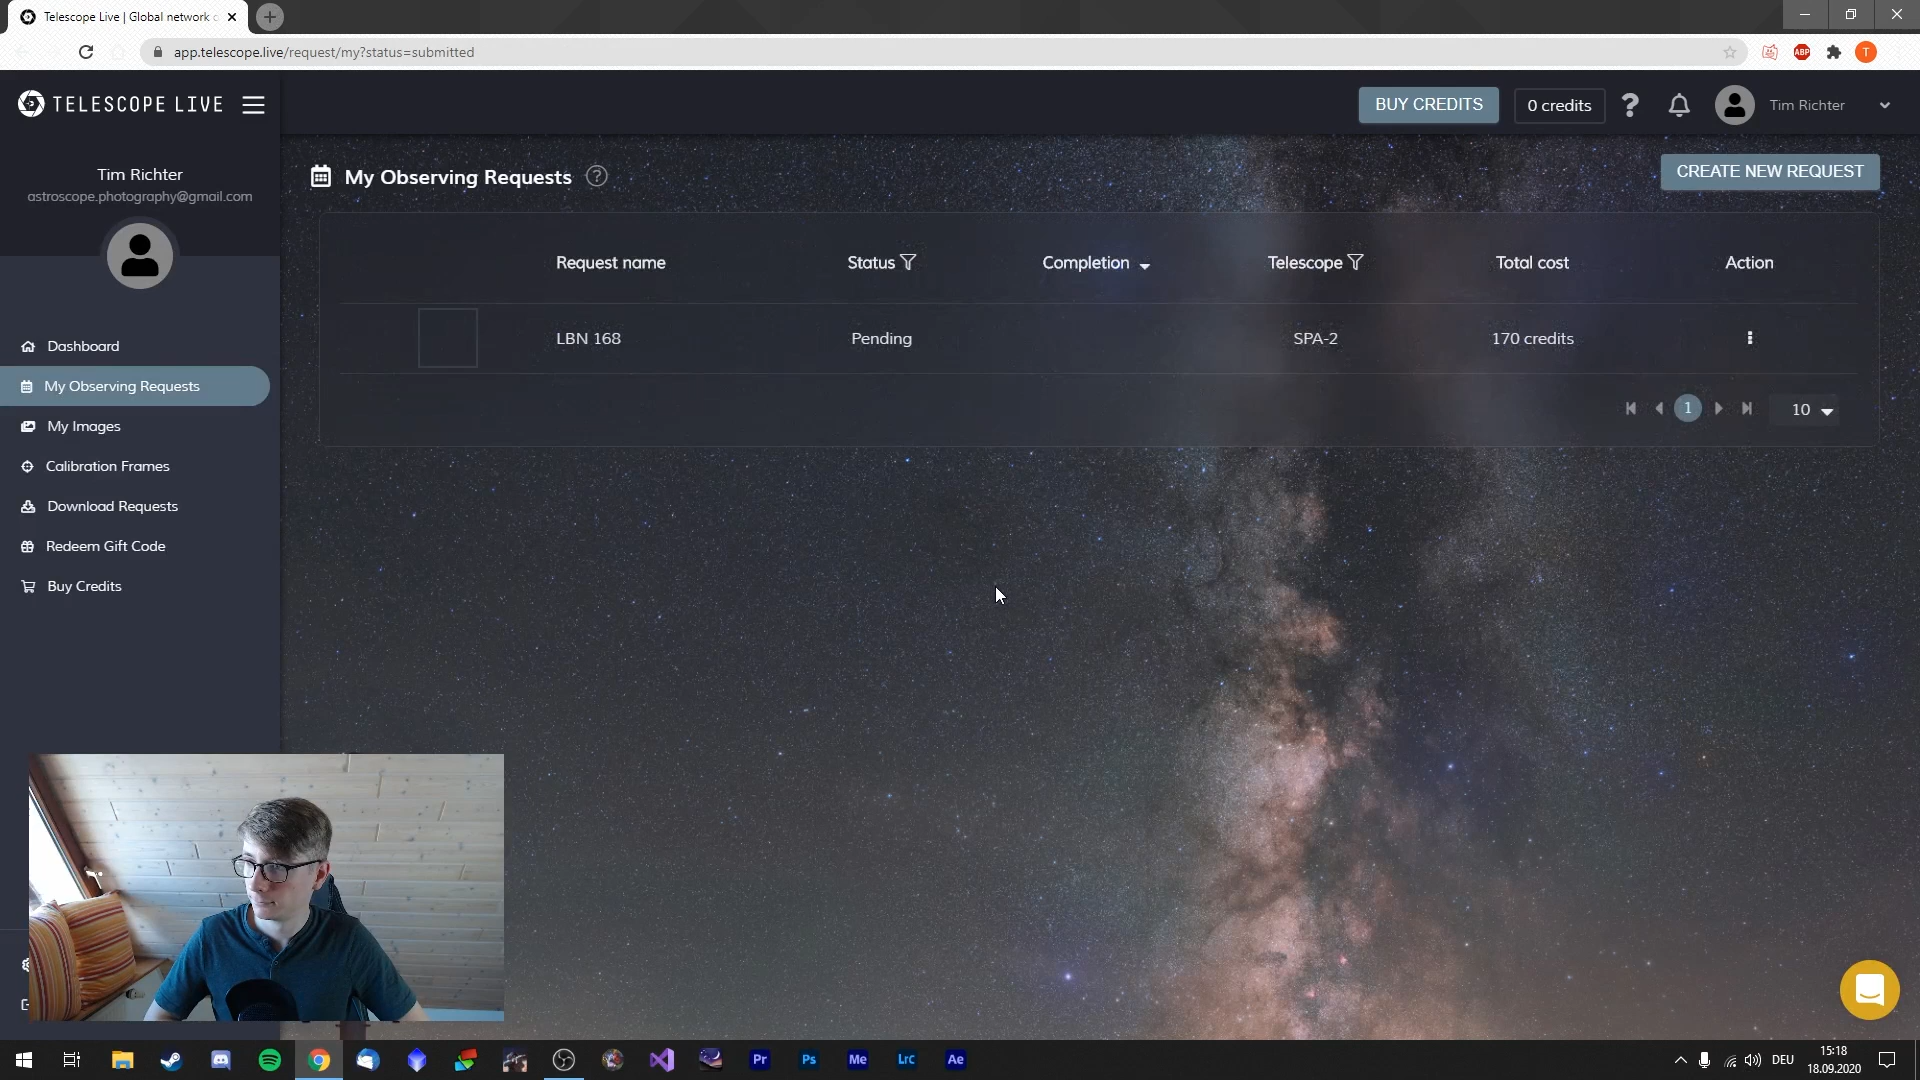 Telescope Live | Global network o
app.telescope.live/request/my?status=submitted
ABP
T
TELESCOPE LIVE
BUY CREDITS
0 credits
Tim Richter
Tim Richter
astroscope.photography@gmail.com
My Observing Requests
CREATE NEW REQUEST
Request name Status Completion Telescope Total cost Action
LBN 168 Pending SPA-2 170 credits
1
10
Dashboard
My Observing Requests
My Images
Calibration Frames
Download Requests
Redeem Gift Code
Buy Credits
Pr Ps Me Lrc Ae
DEU
15:18
18.09.2020